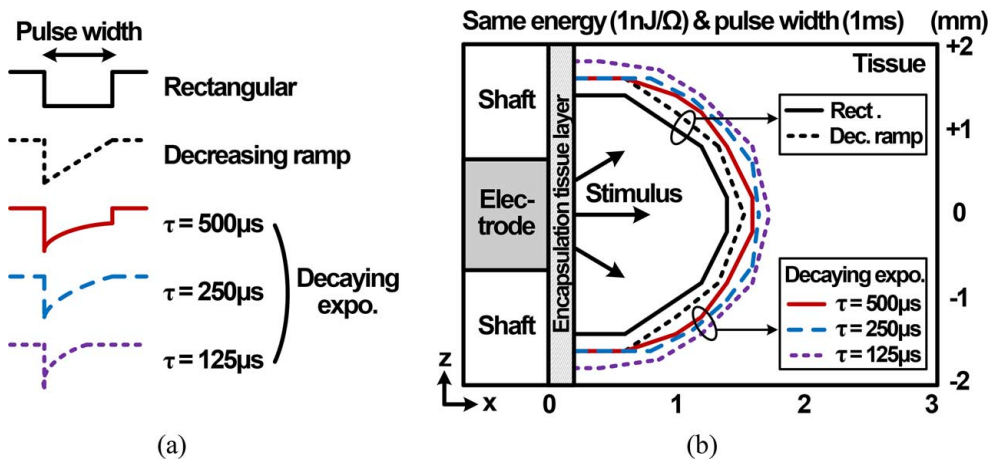 Pulse width
Rectangular
Decreasing ramp
τ = 500μs
τ = 250μs
τ = 125μs
Decaying
expo.
(a)
Same energy (1nJ/Ω) & pulse width (1ms)
(mm)
Shaft
Elec-
trode
Shaft
Encapsulation tissue layer
Stimulus
Tissue
Rect .
Dec. ramp
Decaying expo.
τ = 500μs
τ = 250μs
τ = 125μs
+2
+1
0
-1
-2
z
x
0
1
2
3
(b)